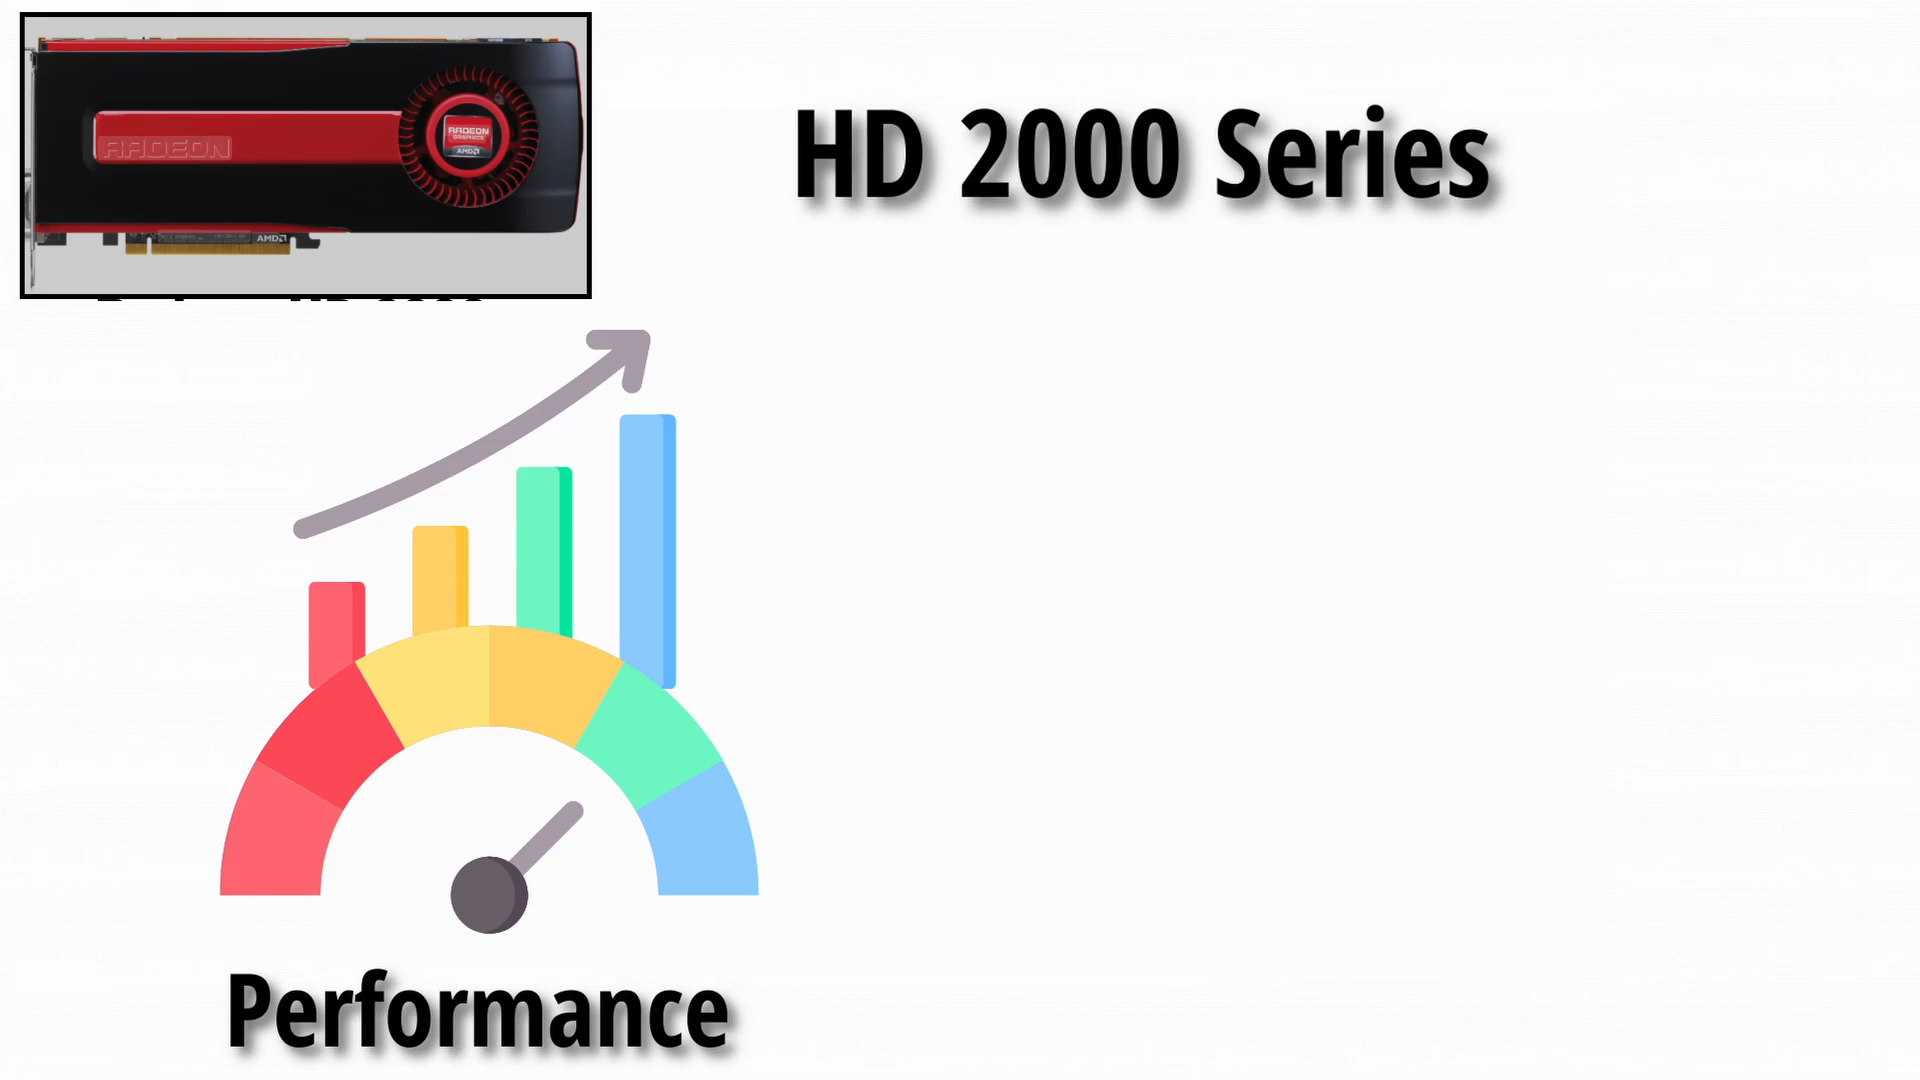 RADEON
RADEON
GRAPHICS
AMD
AMD
HD 2000 Series
Performance